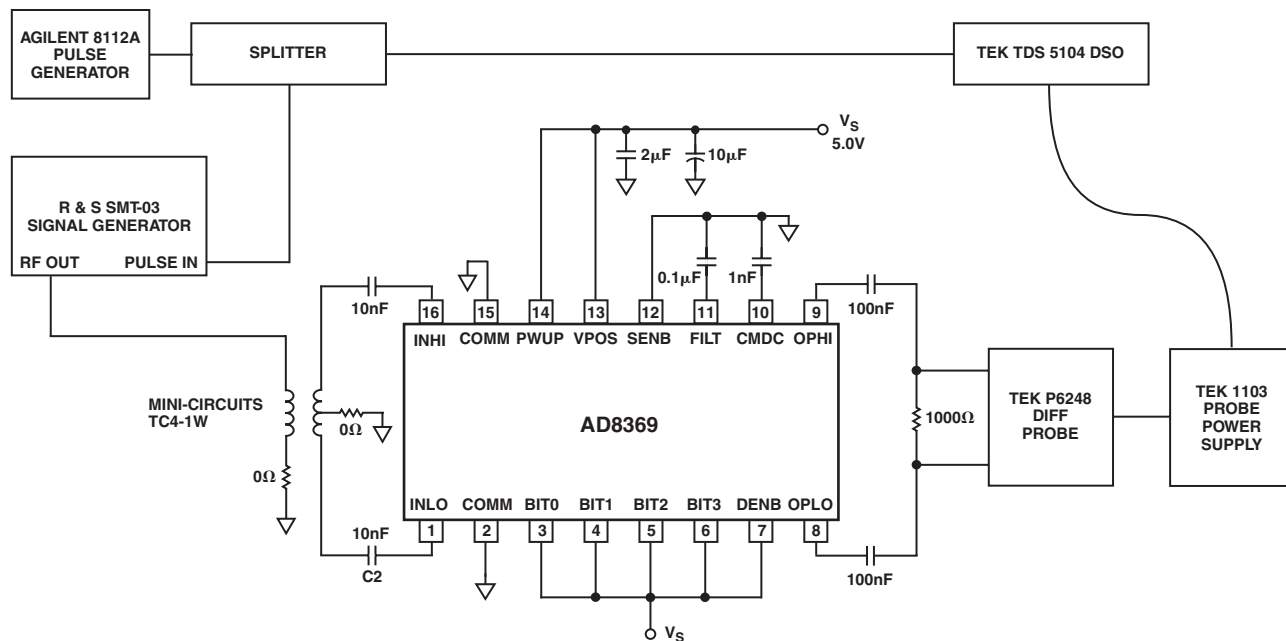 AGILENT 8112A
PULSE
GENERATOR
SPLITTER
TEK TDS 5104 DSO
VS
5.0V
2μF
10μF
R & S SMT-03
SIGNAL GENERATOR
RF OUT
PULSE IN
0.1μF
1nF
10nF
100nF
16
15
14
13
12
11
10
9
INHI
COMM
PWUP
VPOS
SENB
FILT
CMDC
OPHI
MINI-CIRCUITS
TC4-1W
0Ω
0Ω
AD8369
1000Ω
TEK P6248
DIFF
PROBE
TEK 1103
PROBE
POWER
SUPPLY
INLO
COMM
BIT0
BIT1
BIT2
BIT3
DENB
OPLO
1
2
3
4
5
6
7
8
10nF
C2
100nF
VS